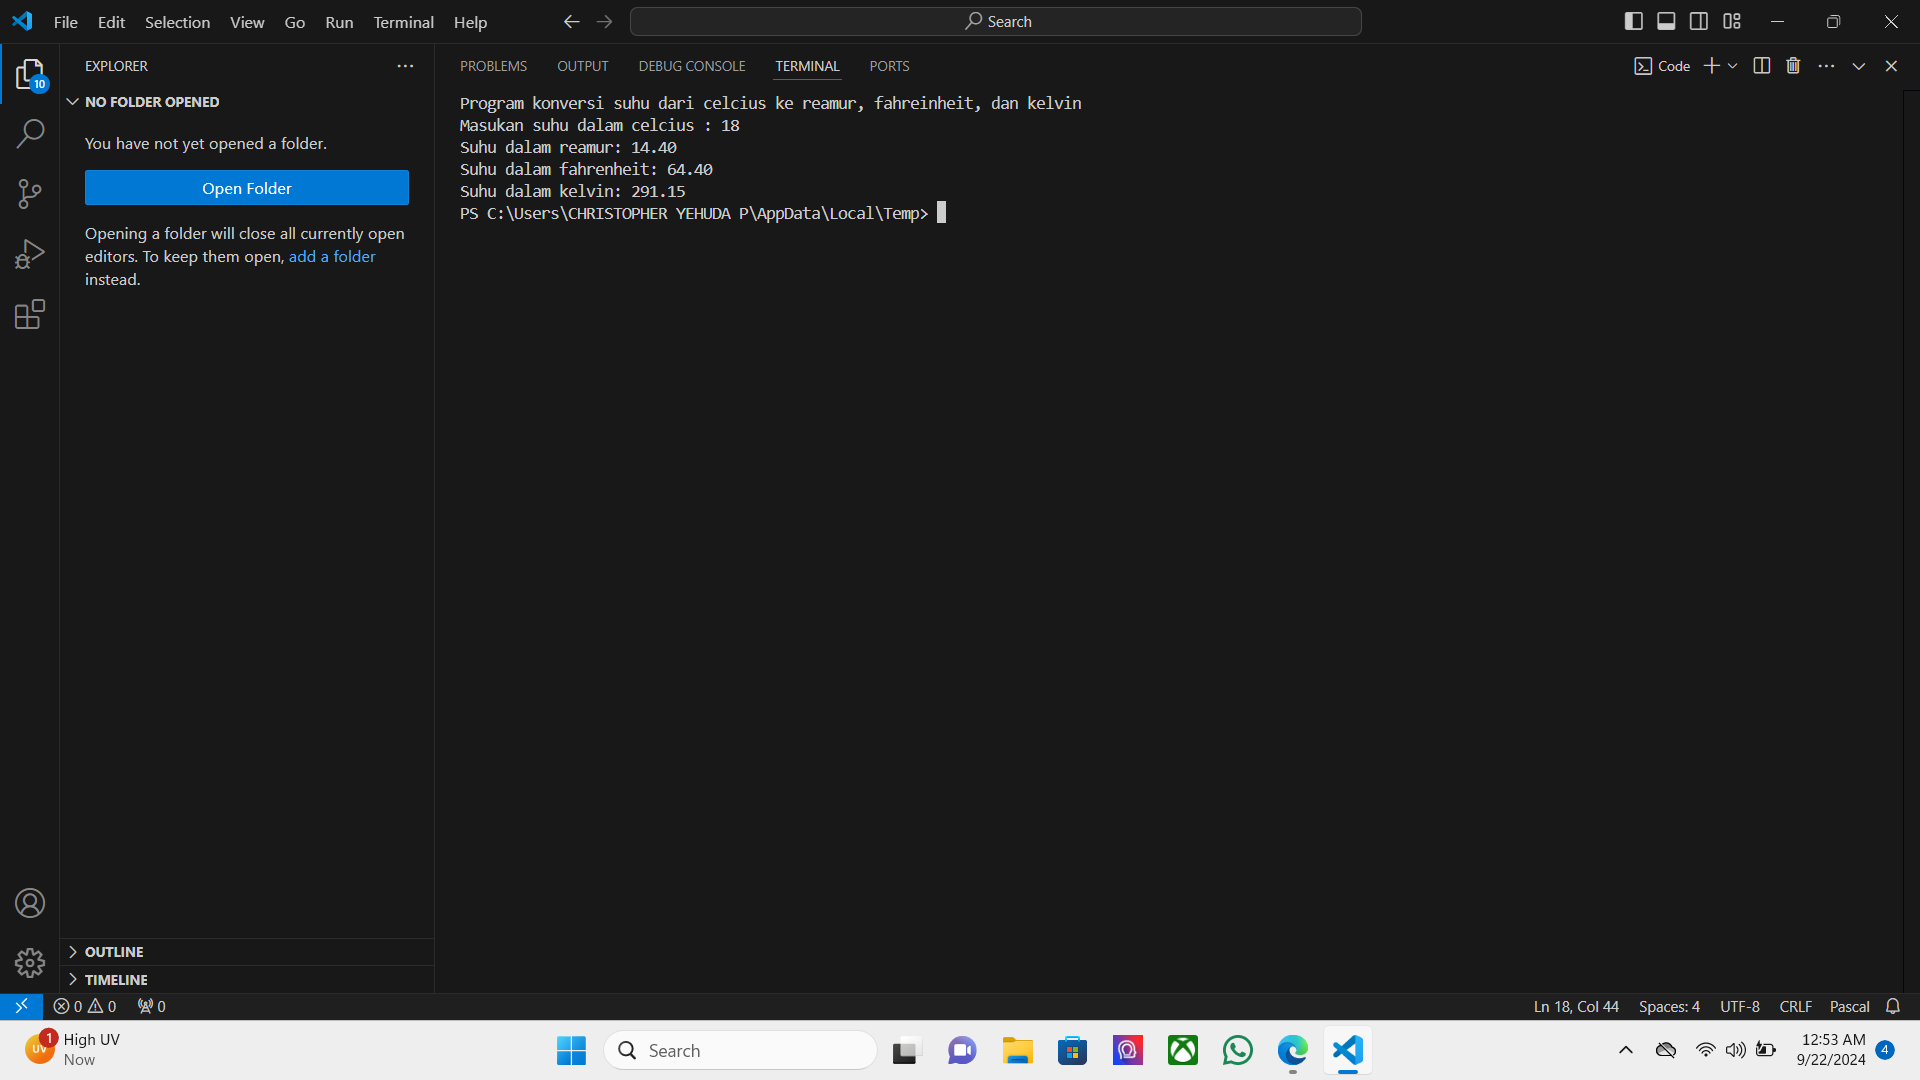 File Edit Selection View Go Run Terminal Help
Search
EXPLORER
10
NO FOLDER OPENED
You have not yet opened a folder.
Open Folder
Opening a folder will close all currently open
editors. To keep them open, add a folder
instead.
OUTLINE
TIMELINE
PROBLEMS OUTPUT DEBUG CONSOLE TERMINAL PORTS
Code
Program konversi suhu dari celcius ke reamur, fahreinheit, dan kelvin
Masukan suhu dalam celcius : 18
Suhu dalam reamur: 14.40
Suhu dalam fahrenheit: 64.40
Suhu dalam kelvin: 291.15
PS C:\Users\CHRISTOPHER YEHUDA P\AppData\Local\Temp>
0 0 0
Ln 18, Col 44 Spaces: 4 UTF-8 CRLF Pascal
UV
1
High UV
Now
Search
12:53 AM
9/22/2024
4